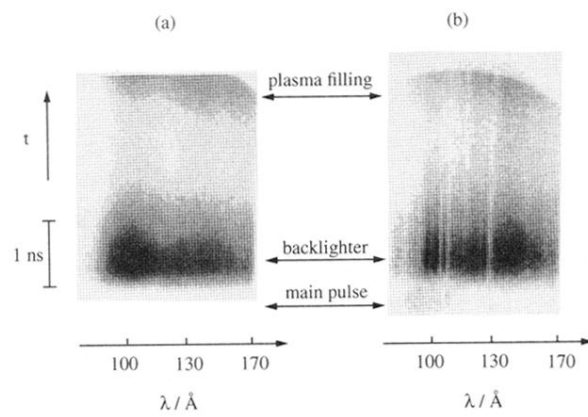 (a) (b)
plasma filling
t
1 ns
backlighter
main pulse
100 130 170 100 130 170
λ / Å λ / Å